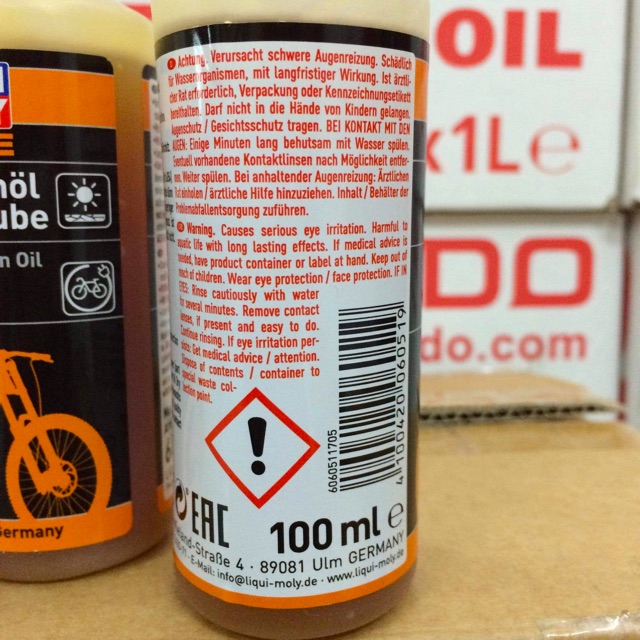 Achtung. Verursacht schwere Augenreizung. Schädlich
für Wasserorganismen, mit langfristiger Wirkung. Ist ärztli-
cher Rat erforderlich, Verpackung oder Kennzeichnungsetikett
bereithalten. Darf nicht in die Hände von Kindern gelangen.
Augenschutz / Gesichtsschutz tragen. BEI KONTAKT MIT DEN
AUGEN: Einige Minuten lang behutsam mit Wasser spülen.
Eventuell vorhandene Kontaktlinsen nach Möglichkeit entfer-
nen. Weiter spülen. Bei anhaltender Augenreizung: Ärztlichen
Rat einholen / ärztliche Hilfe hinzuziehen. Inhalt / Behälter der
Problemabfallentsorgung zuführen.
Warning. Causes serious eye irritation. Harmful to
aquatic life with long lasting effects. If medical advice is
needed, have product container or label at hand. Keep out of
reach of children. Wear eye protection / face protection. IF IN
EYES: Rinse cautiously with water
for several minutes. Remove contact
lenses, if present and easy to do.
Continue rinsing. If eye irritation per-
sists: Get medical advice / attention.
Dispose of contents / container to
special waste col-
lection point.
6060511705
4100420060519
EAC
100 ml e
-Straße 4 · 89081 Ulm GERMANY
E-Mail: info@liqui-moly.de · www.liqui-moly.de
nöl
ube
n Oil
Germany
OIL
x1Le
DO
do.com